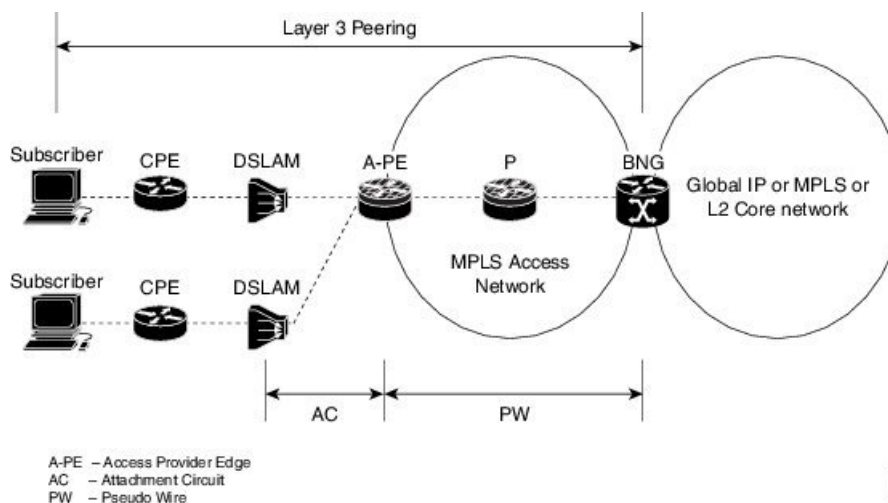 Layer 3 Peering
Subscriber
CPE
DSLAM
A-PE
P
BNG
Global IP or MPLS or
L2 Core network
MPLS Access
Network
Subscriber
CPE
DSLAM
AC
PW
A-PE – Access Provider Edge
AC – Attachment Circuit
PW – Pseudo Wire